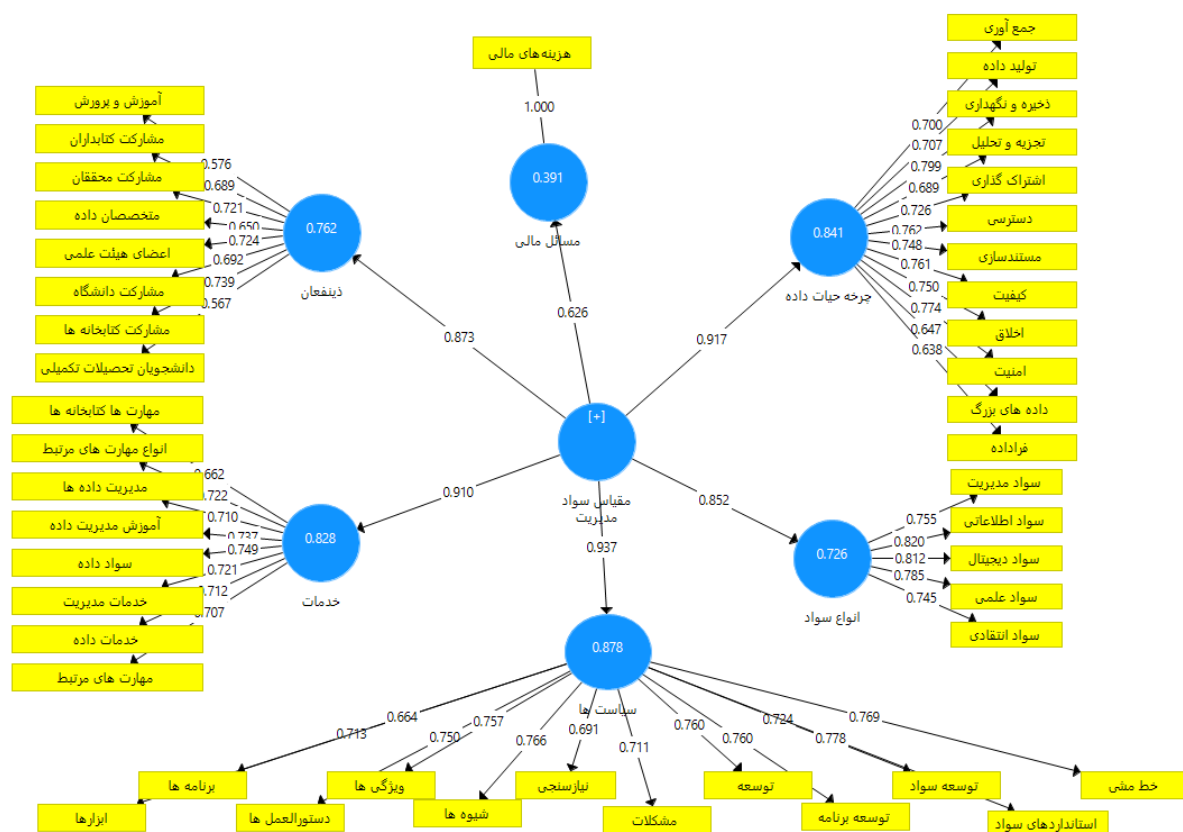 جمع آوری
تولید داده
ذخیره و نگهداری
تجزیه و تحلیل
اشتراک گذاری
دسترسی
مستندسازی
کیفیت
اخلاق
امنیت
داده های بزرگ
فراداده
0.700
0.707
0.799
0.689
0.726
0.762
0.748
0.761
0.750
0.774
0.647
0.638
0.841
چرخه حیات داده
0.917
هزینه‌های مالی
1.000
0.391
مسائل مالی
0.626
آموزش و پرورش
مشارکت کتابداران
مشارکت محققان
متخصصان داده
اعضای هیئت علمی
مشارکت دانشگاه
مشارکت کتابخانه ها
دانشجویان تحصیلات تکمیلی
0.576
0.689
0.721
0.650
0.724
0.692
0.739
0.567
0.762
ذینفعان
0.873
[+]
مقیاس سواد
مدیریت
سواد مدیریت
سواد اطلاعاتی
سواد دیجیتال
سواد علمی
سواد انتقادی
0.755
0.820
0.812
0.785
0.745
0.726
انواع سواد
0.852
مهارت ها کتابخانه ها
انواع مهارت های مرتبط
مدیریت داده ها
آموزش مدیریت داده
سواد داده
خدمات مدیریت
خدمات داده
مهارت های مرتبط
0.662
0.722
0.710
0.737
0.749
0.721
0.712
0.707
0.828
خدمات
0.910
0.937
0.878
سیاست ها
0.769
0.724
0.778
0.760
0.760
0.711
0.691
0.766
0.757
0.750
0.664
0.713
خط مشی
استانداردهای سواد
توسعه سواد
توسعه برنامه
توسعه
مشکلات
نیازسنجی
شیوه ها
ویژگی ها
دستورالعمل ها
برنامه ها
ابزارها